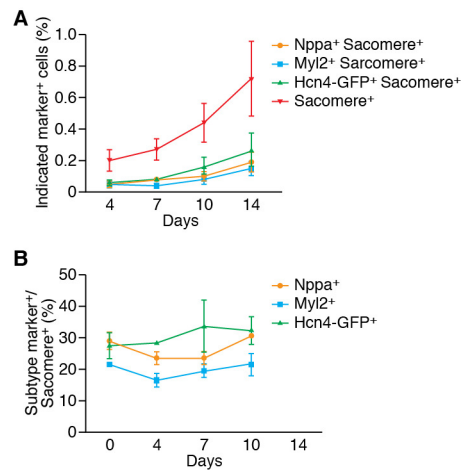 A
Indicated marker+ cells (%)
1.0
0.8
0.6
0.4
0.2
0
4 7 10 14
Days
Nppa+ Sacomere+
Myl2+ Sarcomere+
Hcn4-GFP+ Sacomere+
Sacomere+
B
Subtype marker+/
Sacomere+ (%)
50
40
30
20
10
0
0 4 7 10 14
Days
Nppa+
Myl2+
Hcn4-GFP+